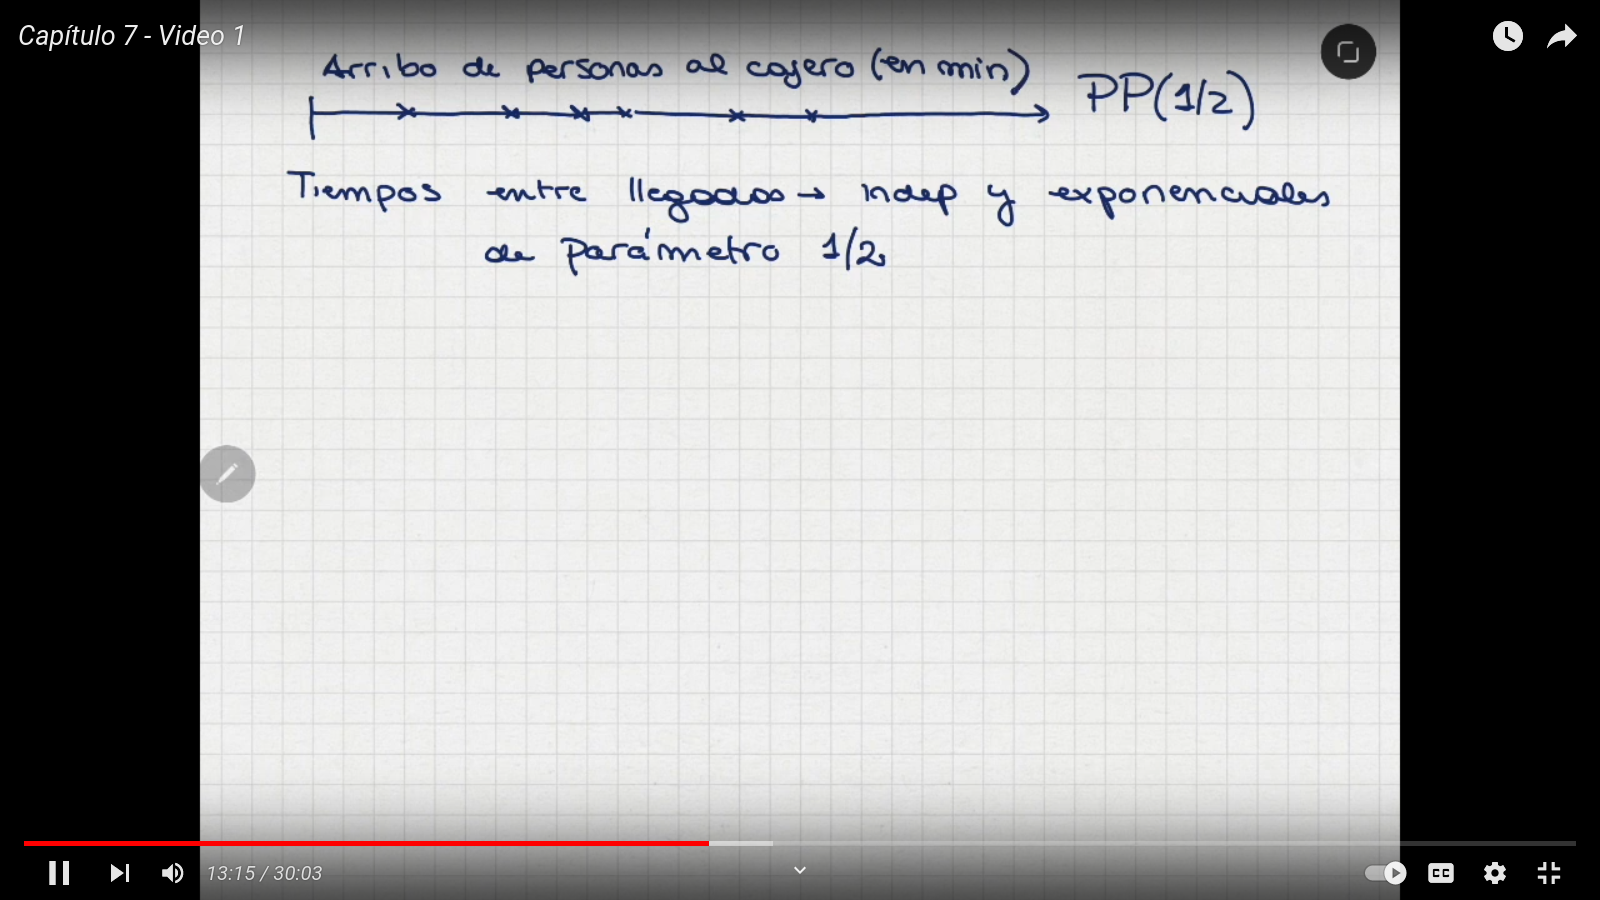 Capítulo 7 - Video 1
Arribo de personas al cajero (en min)
PP(1/2)
Tiempos entre llegadas → indep y exponenciales
de parámetro 1/2.
13:15 / 30:03
CC